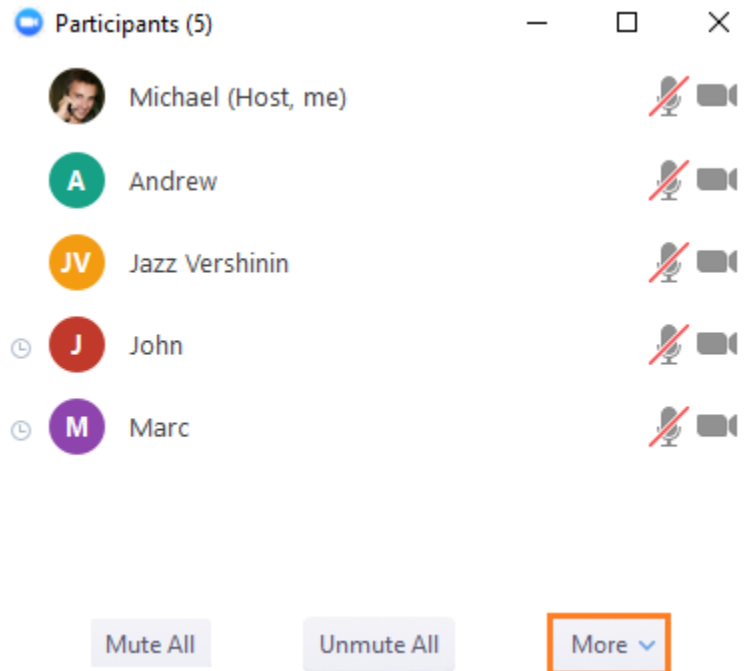 Participants (5)
Michael (Host, me)
A Andrew
JV Jazz Vershinin
J John
M Marc
Mute All Unmute All More